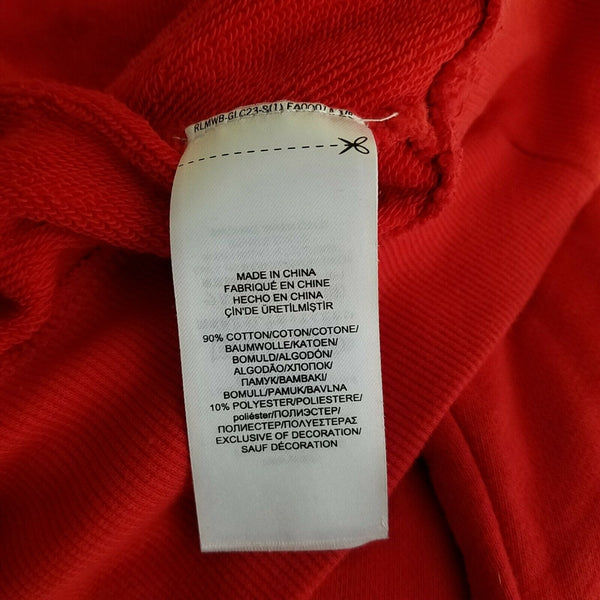 RLMWB-GLC23-S(1)
MADE IN CHINA
FABRIQUÉ EN CHINE
HECHO EN CHINA
ÇİN'DE ÜRETİLMİŞTİR
90% COTTON/COTON/COTONE/
BAUMWOLLE/KATOEN/
BOMULD/ALGODÓN/
ALGODÃO/ХЛОПОК/
ПАМУК/BAMBAKI/
BOMULL/PAMUK/BAVLNA
10% POLYESTER/POLIESTERE/
poliéster/ПОЛИЭСТЕР/
ПОЛИЕСТЕР/ΠΟΛΥΕΣΤΕΡΑΣ
EXCLUSIVE OF DECORATION/
SAUF DÉCORATION